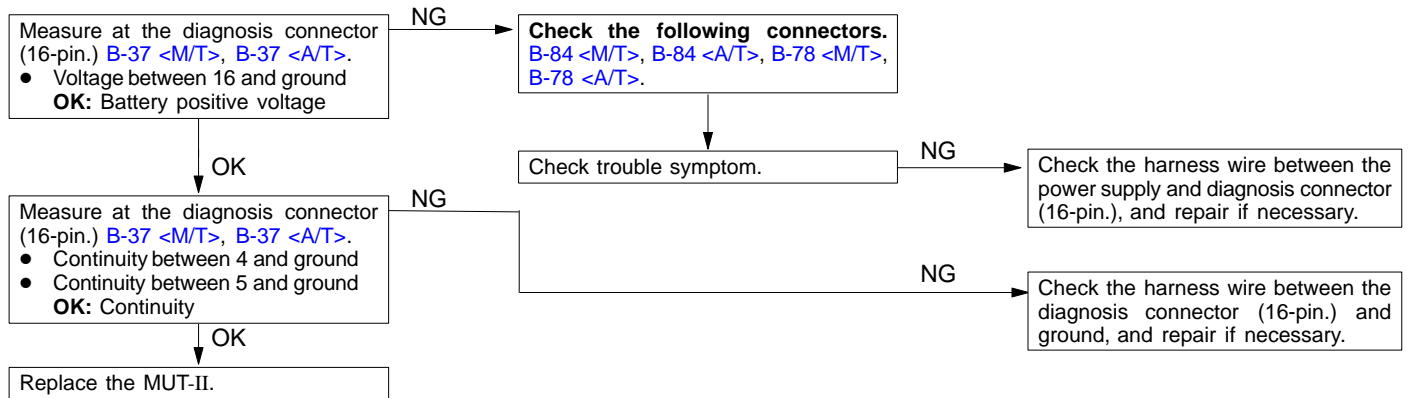 Measure at the diagnosis connector
(16-pin.) B-37 <M/T>, B-37 <A/T>.
● Voltage between 16 and ground
OK: Battery positive voltage
NG
Check the following connectors.
B-84 <M/T>, B-84 <A/T>, B-78 <M/T>,
B-78 <A/T>.
OK
Check trouble symptom.
NG
Check the harness wire between the
power supply and diagnosis connector
(16-pin.), and repair if necessary.
Measure at the diagnosis connector
(16-pin.) B-37 <M/T>, B-37 <A/T>.
● Continuity between 4 and ground
● Continuity between 5 and ground
OK: Continuity
NG
NG
Check the harness wire between the
diagnosis connector (16-pin.) and
ground, and repair if necessary.
OK
Replace the MUT-II.